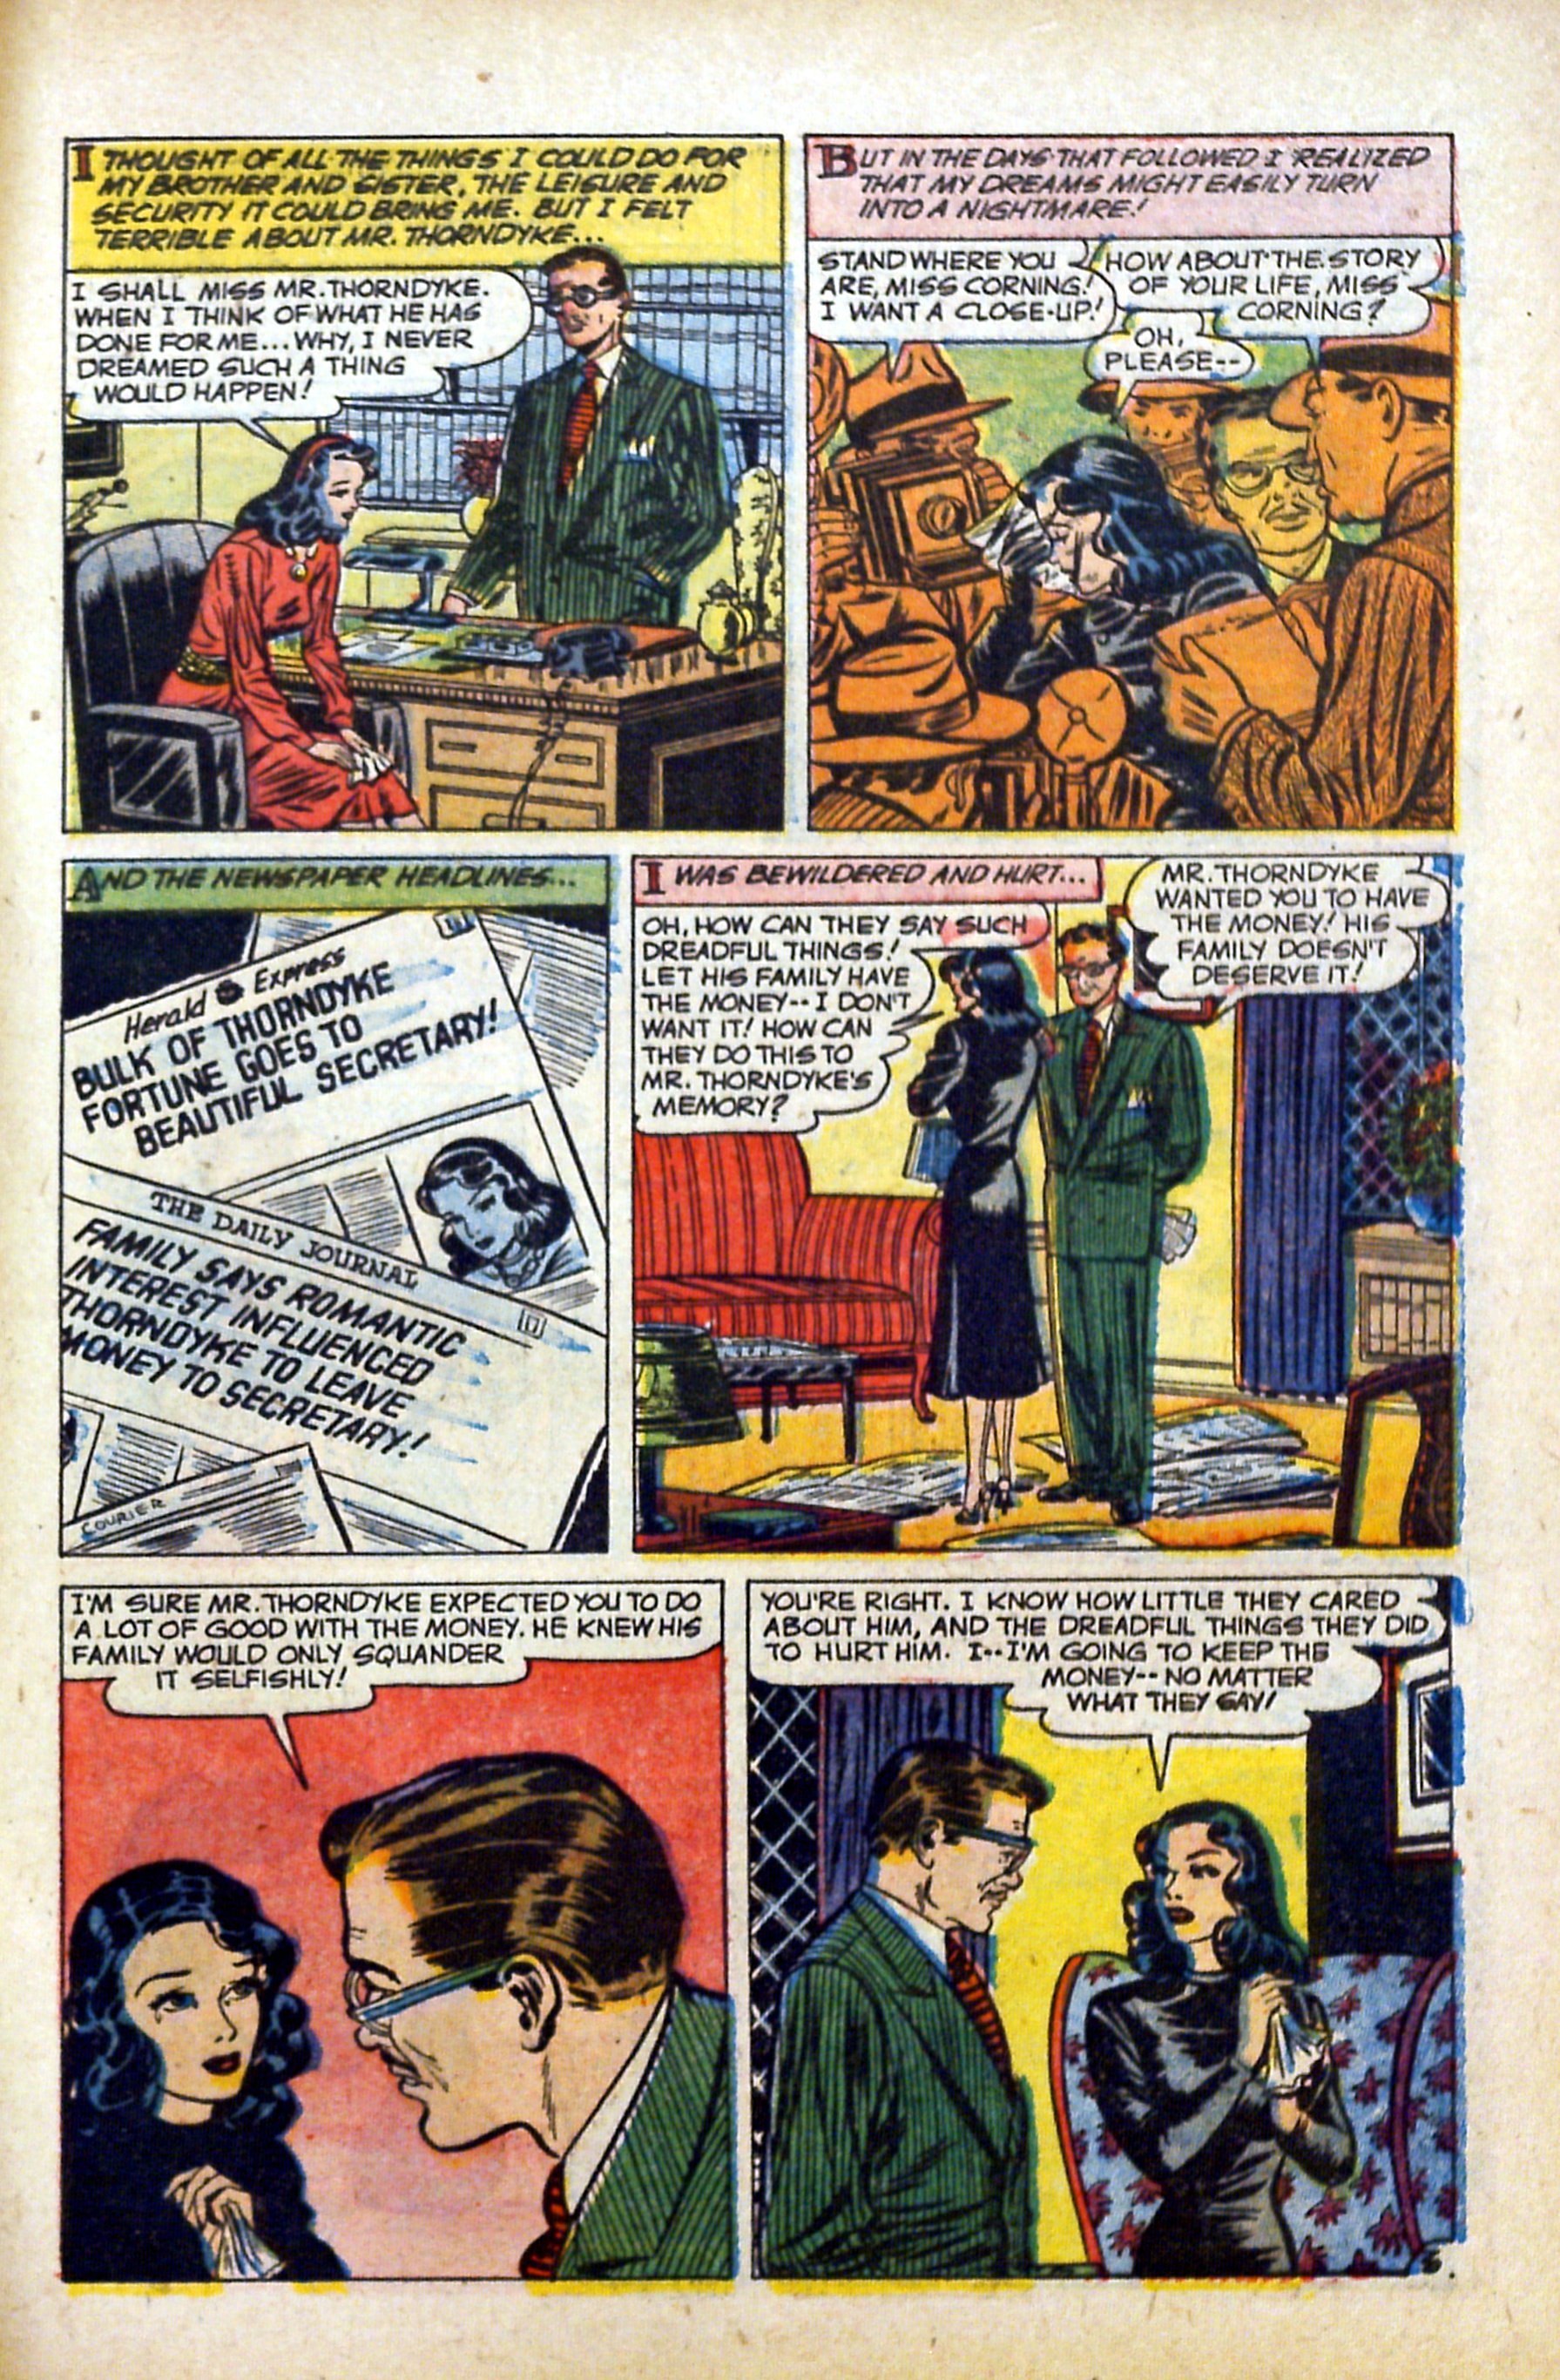 I THOUGHT OF ALL THE THINGS I COULD DO FOR
MY BROTHER AND SISTER, THE LEISURE AND
SECURITY IT COULD BRING ME. BUT I FELT
TERRIBLE ABOUT MR. THORNDYKE...
I SHALL MISS MR. THORNDYKE.
WHEN I THINK OF WHAT HE HAS
DONE FOR ME... WHY, I NEVER
DREAMED SUCH A THING
WOULD HAPPEN!
BUT IN THE DAYS THAT FOLLOWED I REALIZED
THAT MY DREAMS MIGHT EASILY TURN
INTO A NIGHTMARE!
STAND WHERE YOU
ARE, MISS CORNING!
I WANT A CLOSE-UP!
HOW ABOUT THE STORY
OF YOUR LIFE, MISS
CORNING?
OH,
PLEASE--
AND THE NEWSPAPER HEADLINES...
Herald Express
BULK OF THORNDYKE
FORTUNE GOES TO
BEAUTIFUL SECRETARY!
THE DAILY JOURNAL
FAMILY SAYS ROMANTIC
INTEREST INFLUENCED
THORNDYKE TO LEAVE
MONEY TO SECRETARY!
COURIER
I WAS BEWILDERED AND HURT...
OH, HOW CAN THEY SAY SUCH
DREADFUL THINGS!
LET HIS FAMILY HAVE
THE MONEY-- I DON'T
WANT IT! HOW CAN
THEY DO THIS TO
MR. THORNDYKE'S
MEMORY?
MR. THORNDYKE
WANTED YOU TO HAVE
THE MONEY! HIS
FAMILY DOESN'T
DESERVE IT!
I'M SURE MR. THORNDYKE EXPECTED YOU TO DO
A LOT OF GOOD WITH THE MONEY. HE KNEW HIS
FAMILY WOULD ONLY SQUANDER
IT SELFISHLY!
YOU'RE RIGHT. I KNOW HOW LITTLE THEY CARED
ABOUT HIM, AND THE DREADFUL THINGS THEY DID
TO HURT HIM. I--I'M GOING TO KEEP THE
MONEY-- NO MATTER
WHAT THEY SAY!